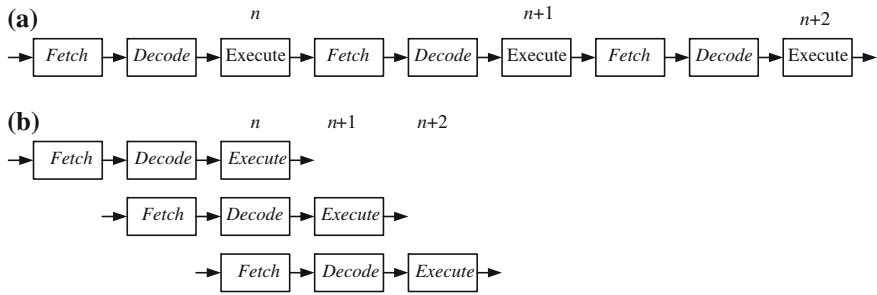 (a) n n+1 n+2
Fetch Decode Execute Fetch Decode Execute Fetch Decode Execute
(b) n n+1 n+2
Fetch Decode Execute
Fetch Decode Execute
Fetch Decode Execute